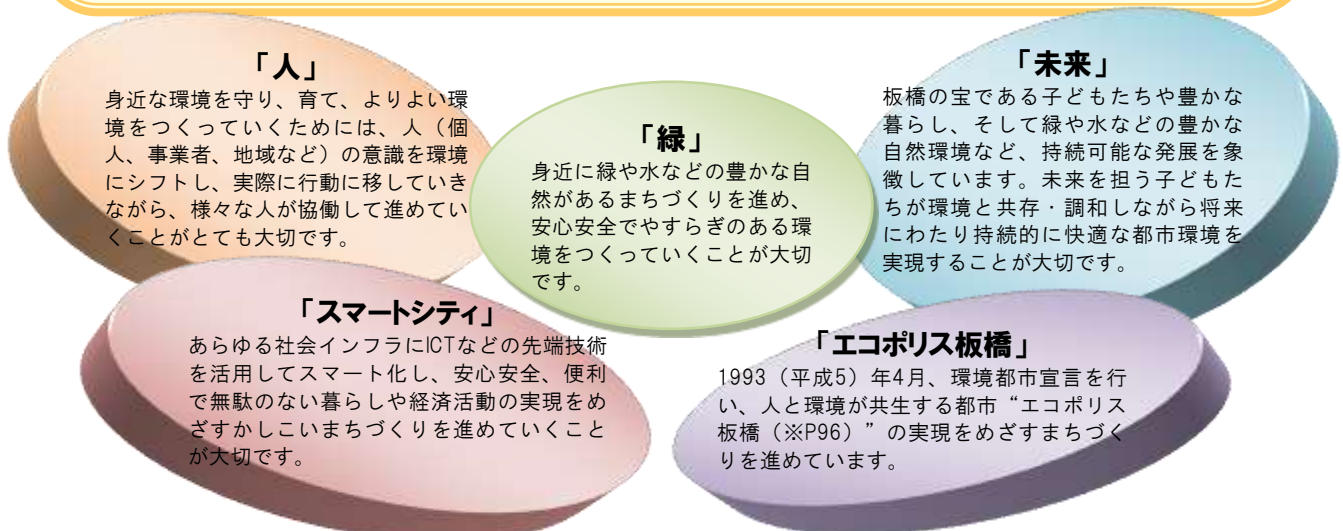 「人」
身近な環境を守り、育て、よりよい環
境をつくっていくためには、人（個
人、事業者、地域など）の意識を環境
にシフトし、実際に行動に移していき
ながら、様々な人が協働して進めてい
くことがとても大切です。
「緑」
身近に緑や水などの豊かな自
然があるまちづくりを進め、
安心安全でやすらぎのある環
境をつくっていくことが大切
です。
「未来」
板橋の宝である子どもたちや豊かな
暮らし、そして緑や水などの豊かな
自然環境など、持続可能な発展を象
徴しています。未来を担う子どもた
ちが環境と共存・調和しながら将来
にわたり持続的に快適な都市環境を
実現することが大切です。
「スマートシティ」
あらゆる社会インフラにICTなどの先端技術
を活用してスマート化し、安心安全、便利
で無駄のない暮らしや経済活動の実現をめ
ざすかしこいまちづくりを進めていくこと
が大切です。
「エコポリス板橋」
1993（平成5）年4月、環境都市宣言を行
い、人と環境が共生する都市“エコポリス
板橋（※P96）”の実現をめざすまちづく
りを進めています。